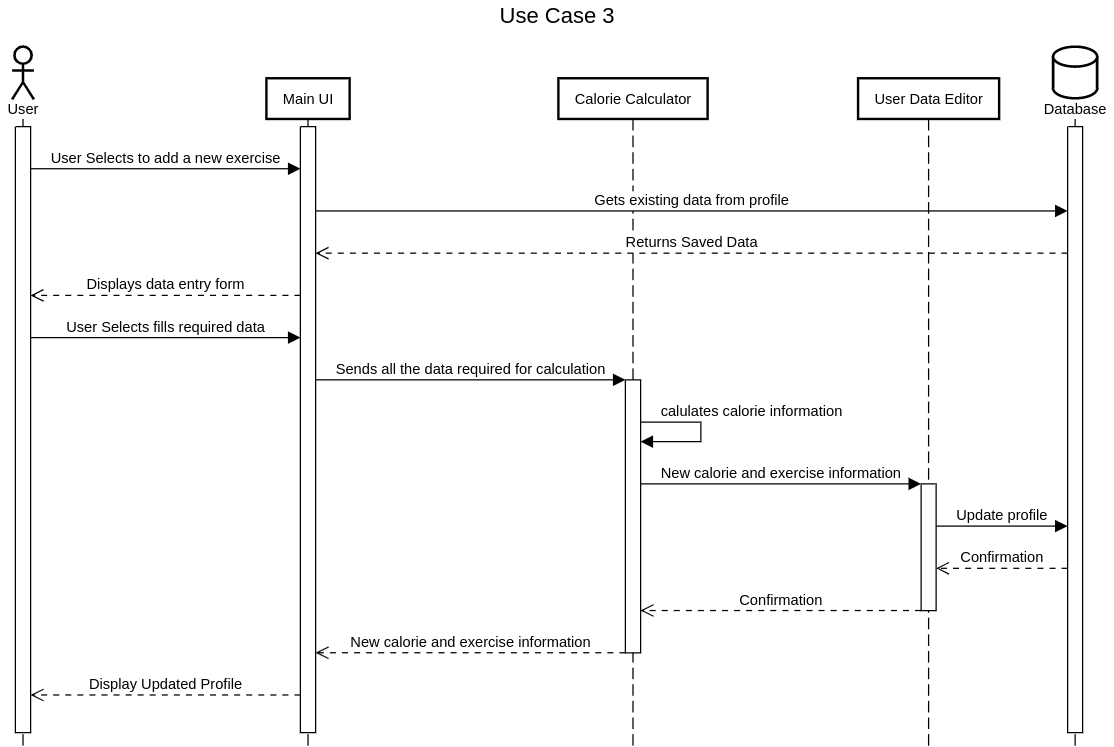 Use Case 3
User
Main UI
Calorie Calculator
User Data Editor
Database
User Selects to add a new exercise
Gets existing data from profile
Returns Saved Data
Displays data entry form
User Selects fills required data
Sends all the data required for calculation
calulates calorie information
New calorie and exercise information
Update profile
Confirmation
Confirmation
New calorie and exercise information
Display Updated Profile